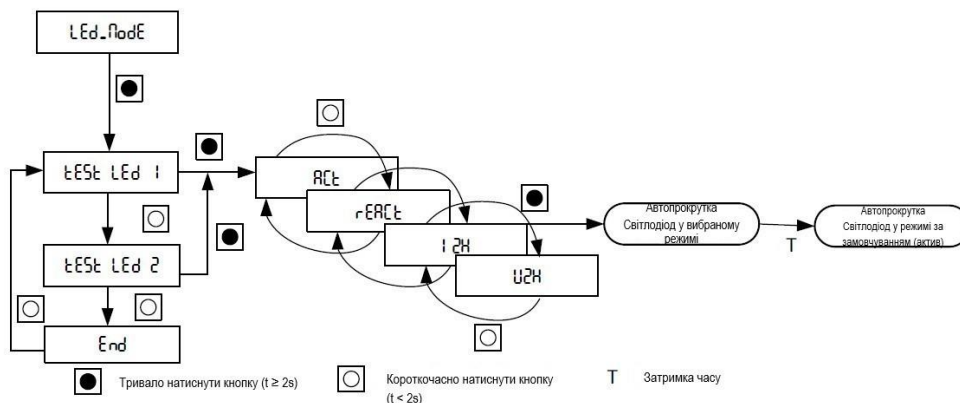 LEd_NodE
tESt LEd 1
tESt LEd 2
End
ACt
rEACt
I2H
U2H
Автопрокрутка
Світлодіод у вибраному
режимі
T
Автопрокрутка
Світлодіод у режимі за
замовчуванням (актив)
Тривало натиснути кнопку (t ≥ 2s)
Короткочасно натиснути кнопку
(t < 2s)
T Затримка часу